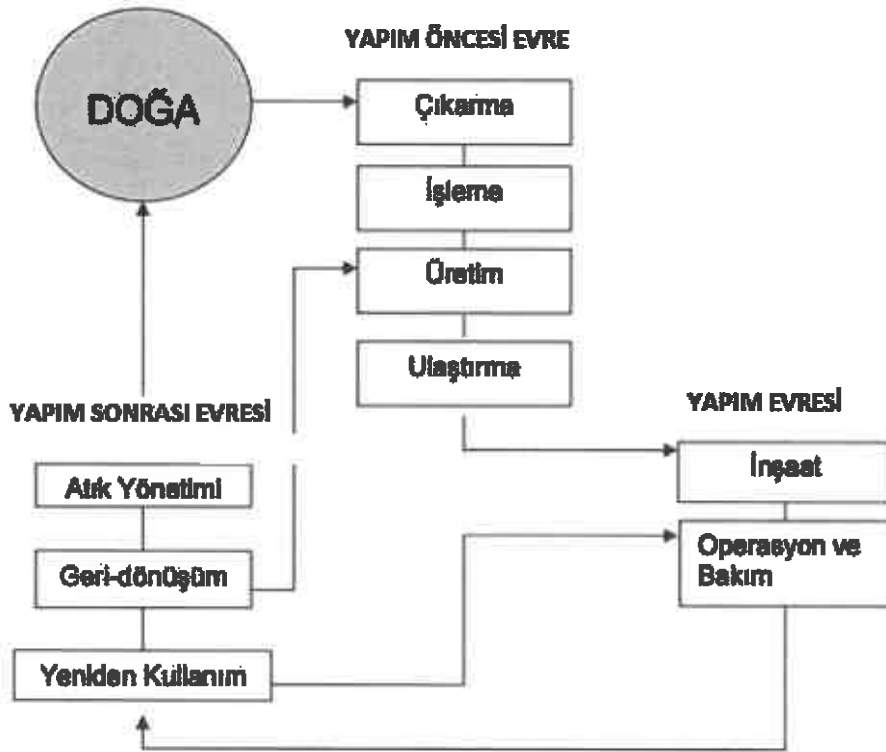 DOĞA
YAPIM ÖNCESİ EVRE
Çıkarma
İşleme
Üretim
Ulaştırma
YAPIM EVRESİ
İnşaat
Operasyon ve
Bakım
YAPIM SONRASI EVRESİ
Atık Yönetimi
Geri-dönüşüm
Yeniden Kullanım